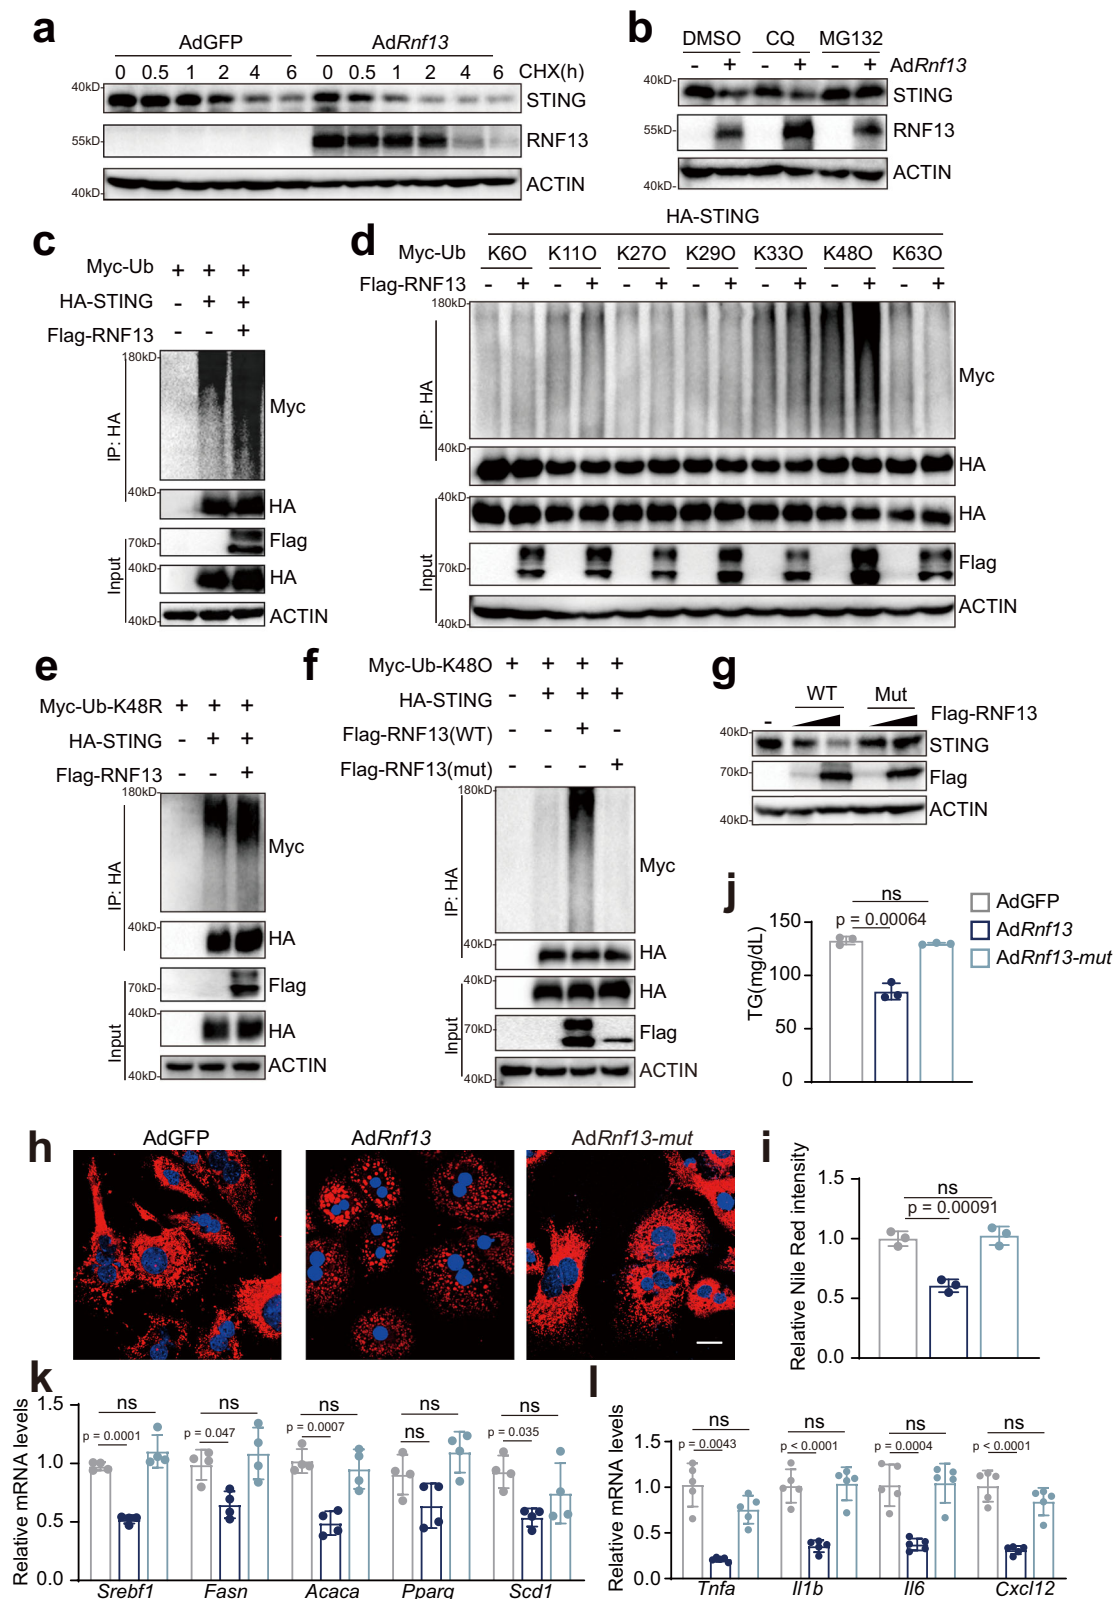 a
AdGFP AdRnf13
0 0.5 1 2 4 6 0 0.5 1 2 4 6 CHX(h)
40kD STING
55kD RNF13
40kD ACTIN
b
DMSO CQ MG132
- + - + - + AdRnf13
40kD STING
55kD RNF13
40kD ACTIN
c
Myc-Ub + + +
HA-STING - + +
Flag-RNF13 - - +
180kD
IP: HA
Myc
40kD HA
Input
70kD Flag
40kD HA
40kD ACTIN
d
HA-STING
Myc-Ub K6O K11O K27O K29O K33O K48O K63O
Flag-RNF13 - + - + - + - + - + - + - +
180kD
IP: HA
Myc
40kD HA
Input
40kD HA
70kD Flag
40kD ACTIN
e
Myc-Ub-K48R + + +
HA-STING - + +
Flag-RNF13 - - +
180kD
IP: HA
Myc
40kD HA
Input
70kD Flag
40kD HA
40kD ACTIN
f
Myc-Ub-K48O + + + +
HA-STING - + + +
Flag-RNF13(WT) - - + -
Flag-RNF13(mut) - - - +
180kD
IP: HA
Myc
40kD HA
Input
40kD HA
70kD Flag
40kD ACTIN
g
WT Mut
- Flag-RNF13
40kD STING
70kD Flag
40kD ACTIN
j
TG(mg/dL)
150
100
50
0
ns
p = 0.00064
AdGFP
AdRnf13
AdRnf13-mut
h
AdGFP AdRnf13 AdRnf13-mut
i
Relative Nile Red intensity
1.5
1.0
0.5
0.0
ns
p = 0.00091
k
Relative mRNA levels
1.5
1.0
0.5
0.0
ns ns ns ns ns
p = 0.0001 p = 0.047 p = 0.0007 ns p = 0.035
Srebf1 Fasn Acaca Pparg Scd1
l
Relative mRNA levels
1.5
1.0
0.5
0.0
ns ns ns ns
p = 0.0043 p < 0.0001 p = 0.0004 p < 0.0001
Tnfa Il1b Il6 Cxcl12